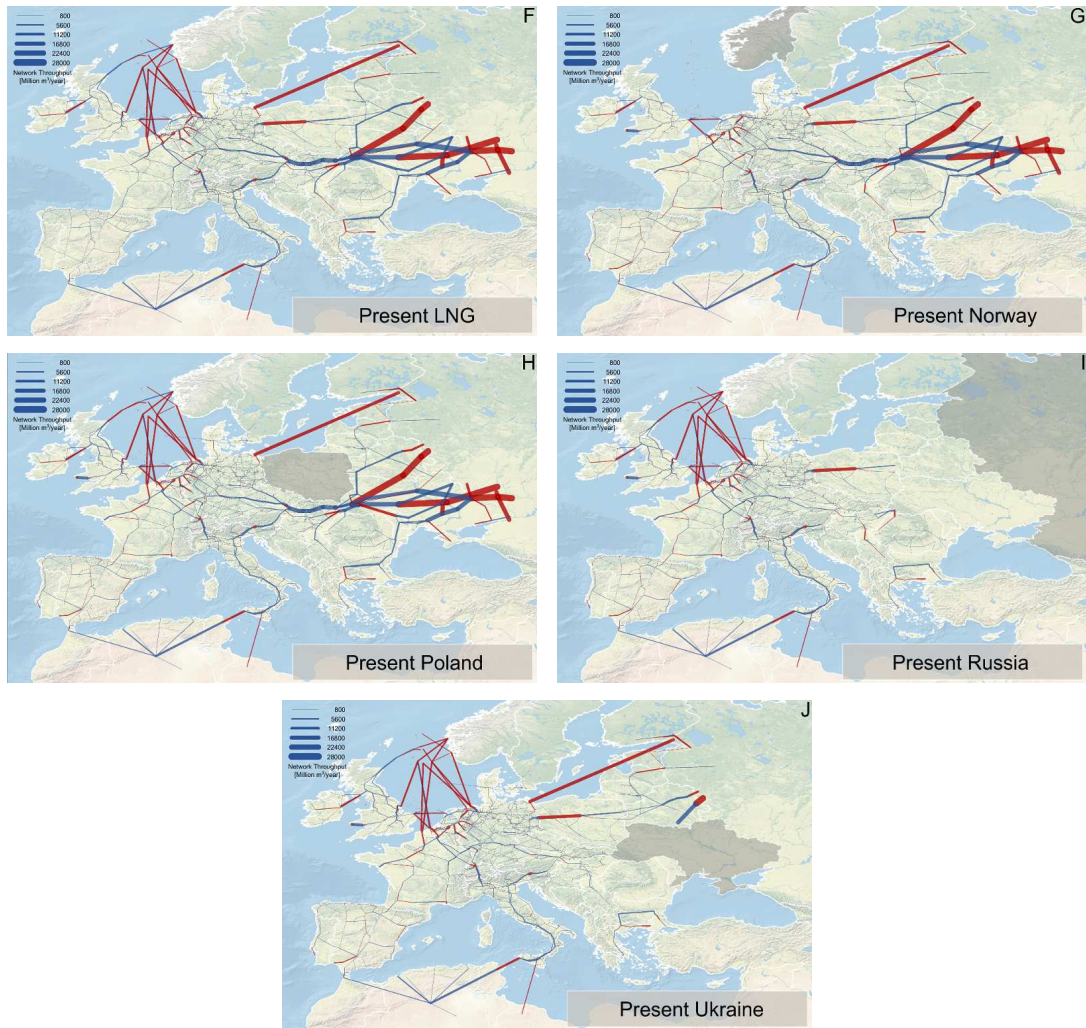 F
800
5600
11200
16800
22400
28000
Network Throughput
[Million m³/year]
Present LNG
G
800
5600
11200
16800
22400
28000
Network Throughput
[Million m³/year]
Present Norway
H
800
5600
11200
16800
22400
28000
Network Throughput
[Million m³/year]
Present Poland
I
800
5600
11200
16800
22400
28000
Network Throughput
[Million m³/year]
Present Russia
J
800
5600
11200
16800
22400
28000
Network Throughput
[Million m³/year]
Present Ukraine